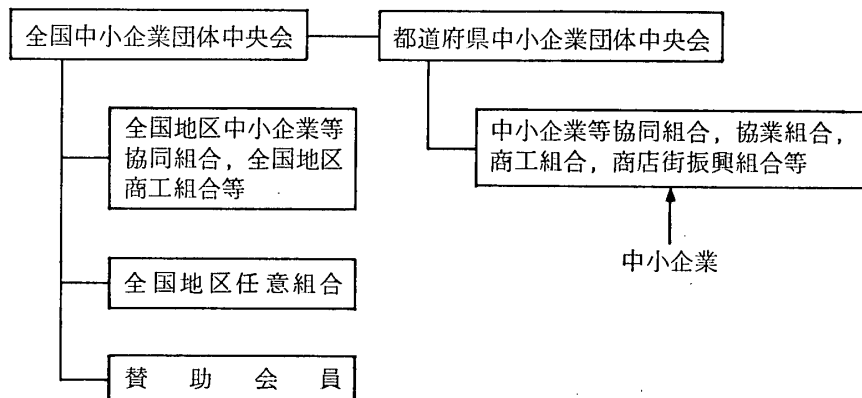 全国中小企業団体中央会
都道府県中小企業団体中央会
全国地区中小企業等
協同組合，全国地区
商工組合等
中小企業等協同組合，協業組合，
商工組合，商店街振興組合等
中小企業
全国地区任意組合
賛助会員